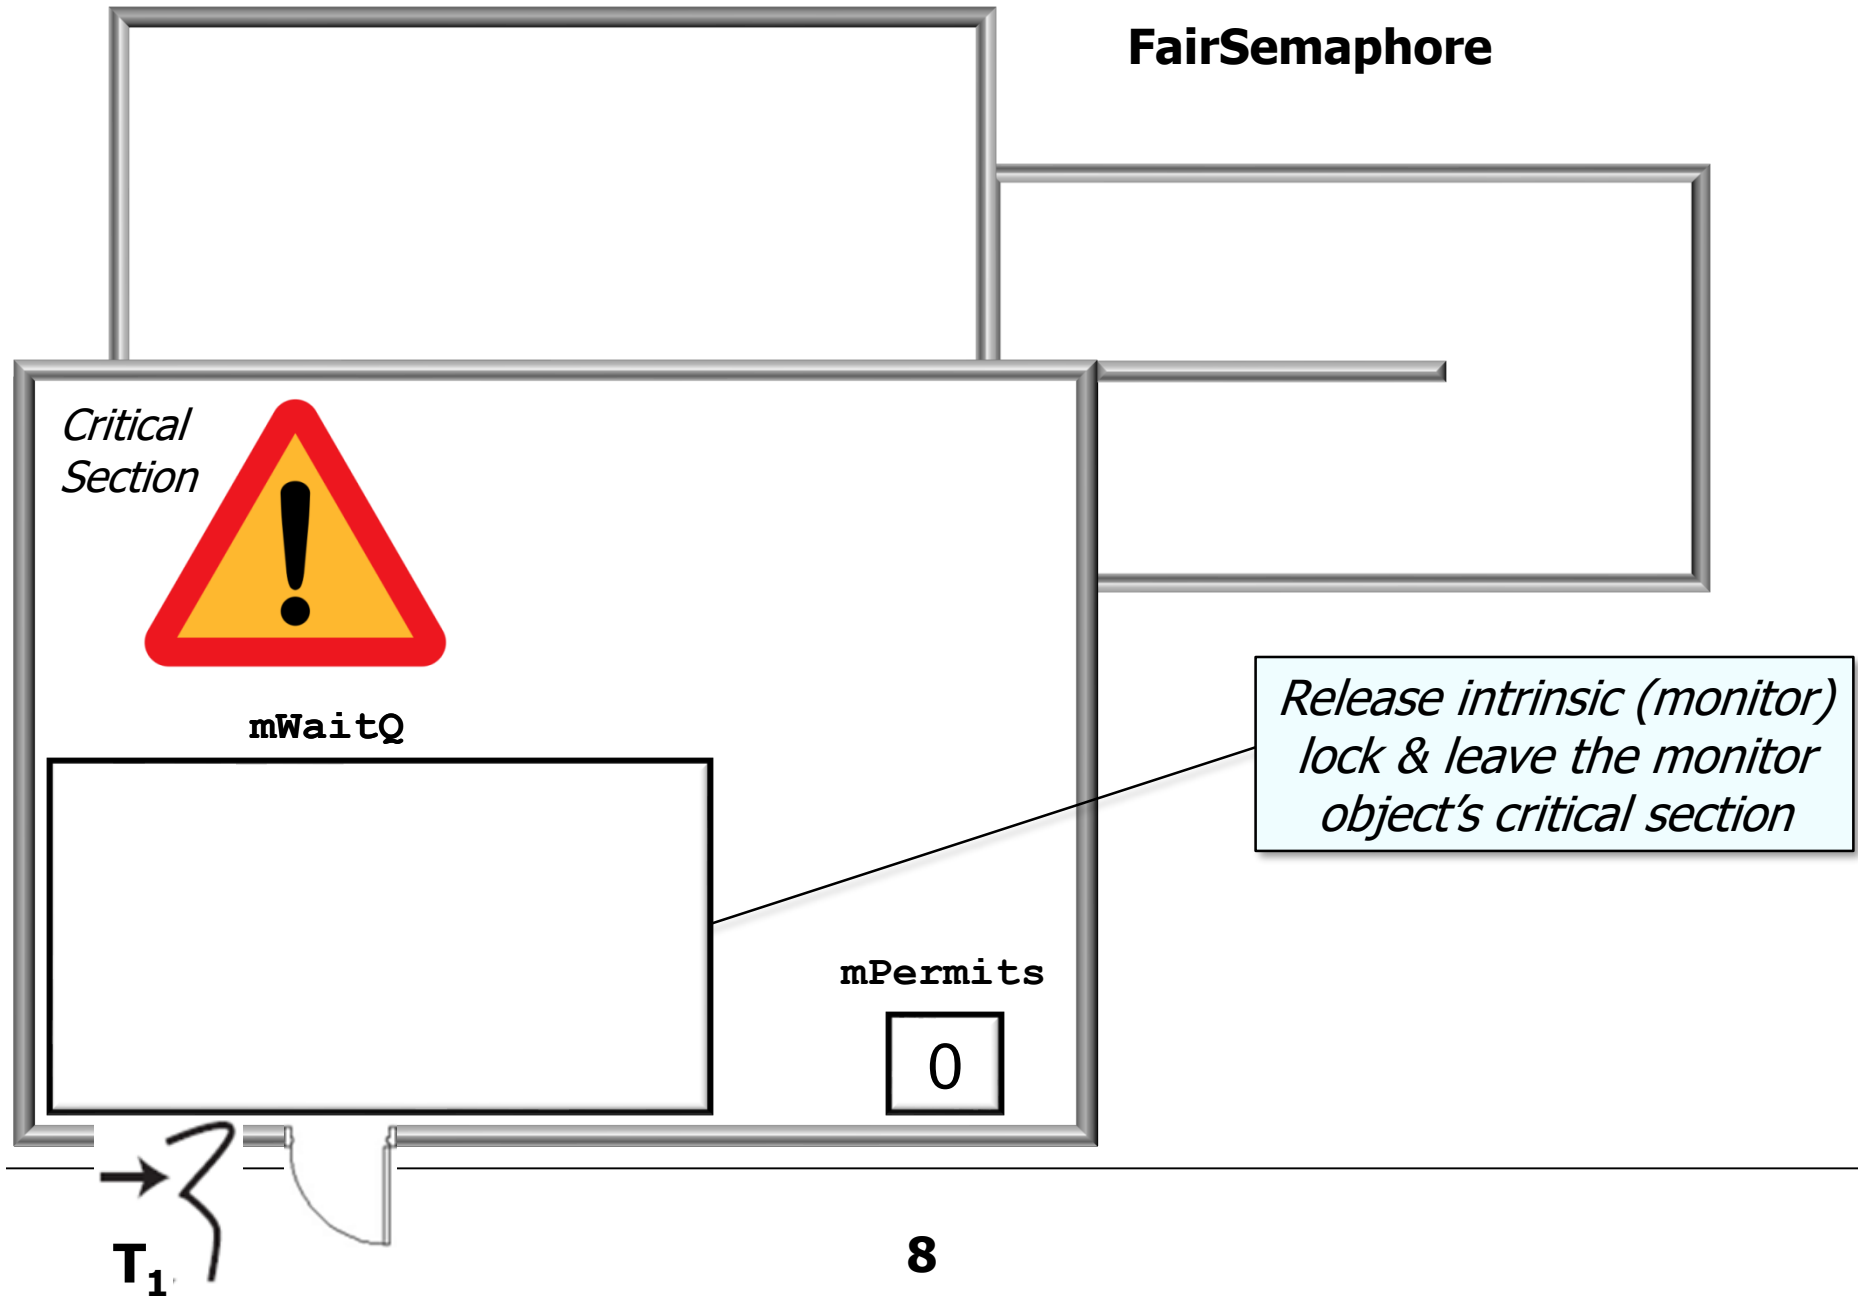 FairSemaphore
Critical
Section
mWaitQ
Release intrinsic (monitor)
lock & leave the monitor
object's critical section
mPermits
0
T1
8